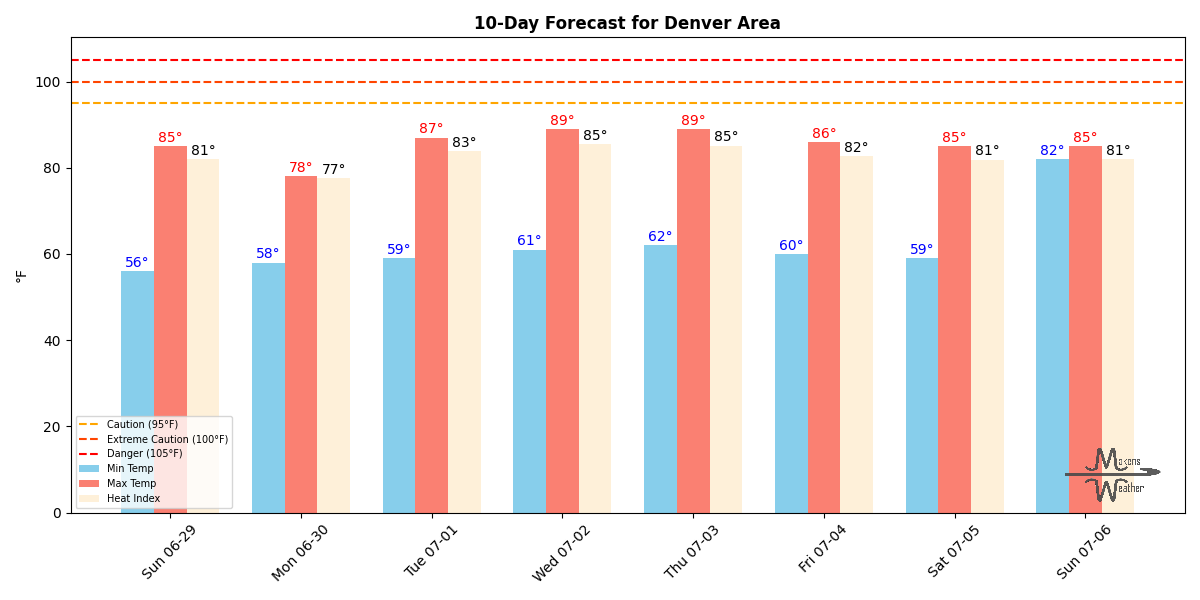 10-Day Forecast for Denver Area
°F
100
80
60
40
20
0
56° 85° 81°
58° 78° 77°
59° 87° 83°
61° 89° 85°
62° 89° 85°
60° 86° 82°
59° 85° 81°
82° 85° 81°
Caution (95°F)
Extreme Caution (100°F)
Danger (105°F)
Min Temp
Max Temp
Heat Index
Sun 06-29
Mon 06-30
Tue 07-01
Wed 07-02
Thu 07-03
Fri 07-04
Sat 07-05
Sun 07-06